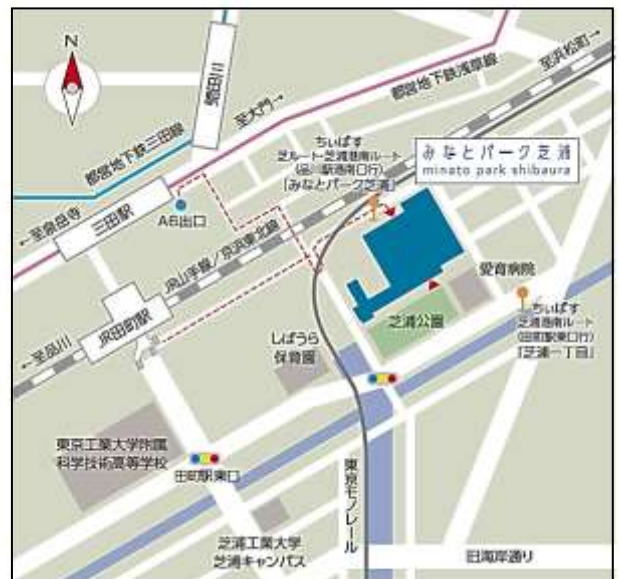 N
至浜松町→
都営地下鉄浅草線
至大門→
都営地下鉄三田線
ちぃばす
芝ルート・芝浦港南ルート
(品川駅港南口行)
「みなとパーク芝浦」
みなとパーク芝浦
minato park shibaura
三田駅
A6出口
←至泉岳寺
JR山手線/京浜東北線
JR田町駅
←至品川
愛育病院
芝浦公園
ちぃばす
芝浦港南ルート
(田町駅東口行)
「芝浦一丁目」
しばうら
保育園
東京工業大学附属
科学技術高等学校
田町駅東口
東京モノレール
芝浦工業大学
芝浦キャンパス
旧海岸通り